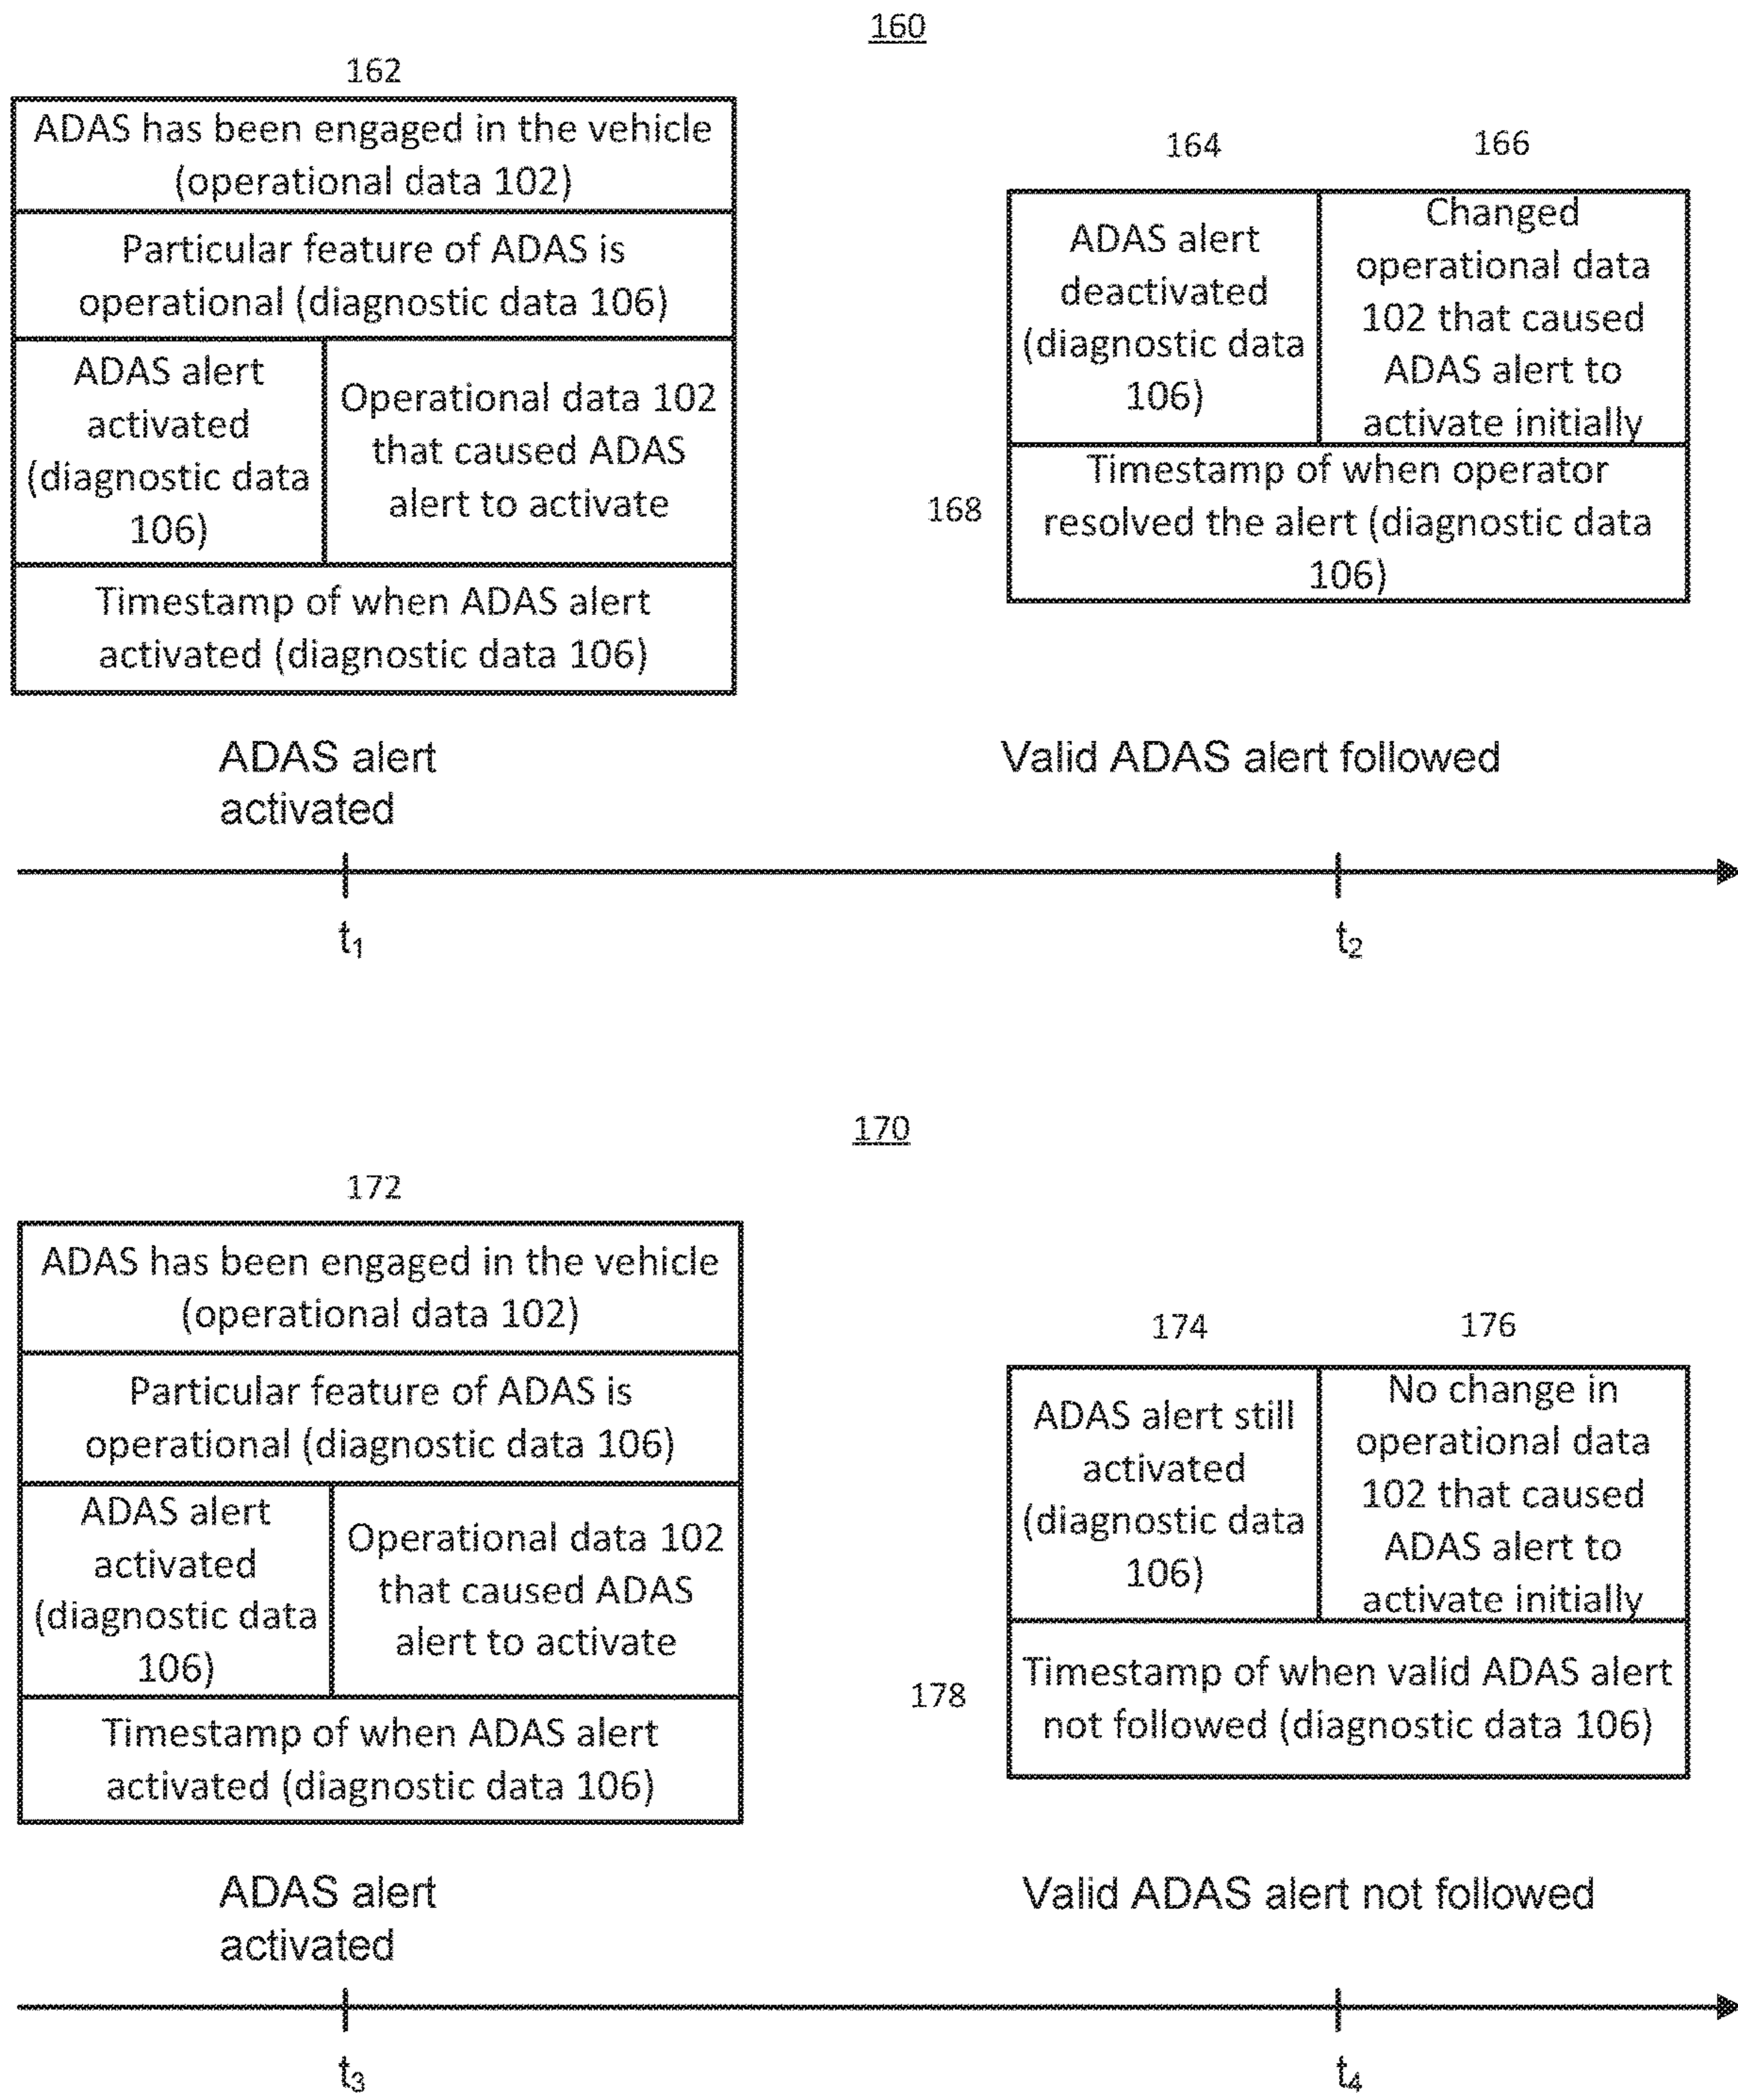 160
162
ADAS has been engaged in the vehicle
(operational data 102)
Particular feature of ADAS is
operational (diagnostic data 106)
ADAS alert
activated
(diagnostic data
106)
Operational data 102
that caused ADAS
alert to activate
Timestamp of when ADAS alert
activated (diagnostic data 106)
164
166
ADAS alert
deactivated
(diagnostic data
106)
Changed
operational data
102 that caused
ADAS alert to
activate initially
168
Timestamp of when operator
resolved the alert (diagnostic data
106)
ADAS alert
activated
Valid ADAS alert followed
t₁
t₂
170
172
ADAS has been engaged in the vehicle
(operational data 102)
Particular feature of ADAS is
operational (diagnostic data 106)
ADAS alert
activated
(diagnostic data
106)
Operational data 102
that caused ADAS
alert to activate
Timestamp of when ADAS alert
activated (diagnostic data 106)
174
176
ADAS alert still
activated
(diagnostic data
106)
No change in
operational data
102 that caused
ADAS alert to
activate initially
178
Timestamp of when valid ADAS alert
not followed (diagnostic data 106)
ADAS alert
activated
Valid ADAS alert not followed
t₃
t₄